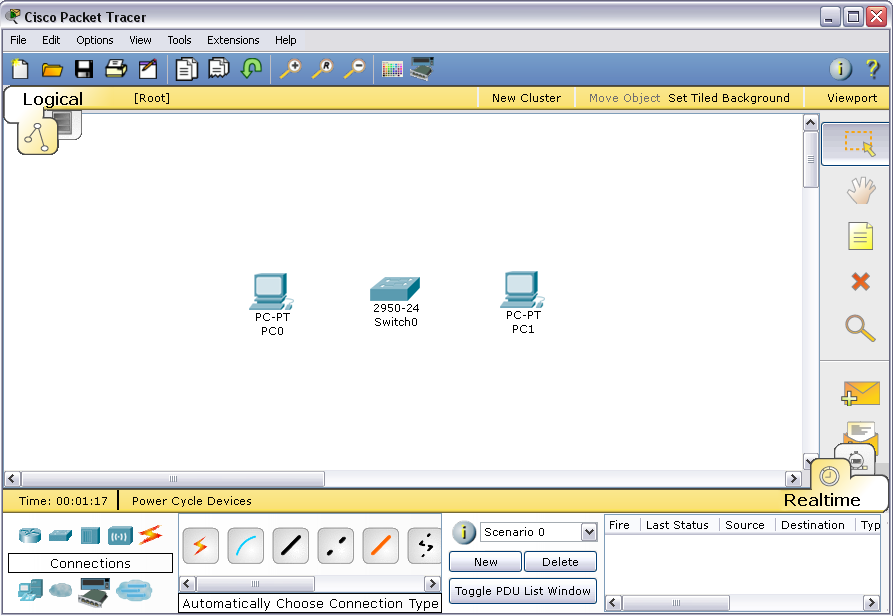 Cisco Packet Tracer
File Edit Options View Tools Extensions Help
Logical [Root] New Cluster Move Object Set Tiled Background Viewport
PC-PT
PC0
2950-24
Switch0
PC-PT
PC1
Time: 00:01:17 Power Cycle Devices
Realtime
Connections
Automatically Choose Connection Type
Scenario 0
New Delete
Toggle PDU List Window
Fire Last Status Source Destination Typ